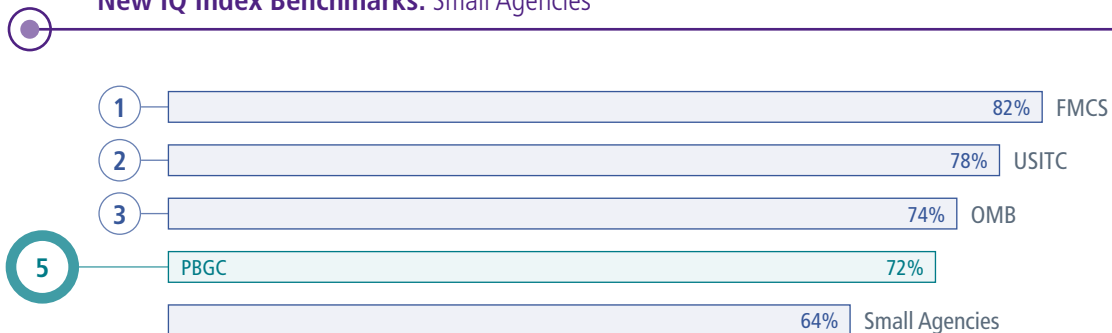 New IQ Index Benchmarks: Small Agencies
1 82% FMCS
2 78% USITC
3 74% OMB
5 PBGC 72%
64% Small Agencies